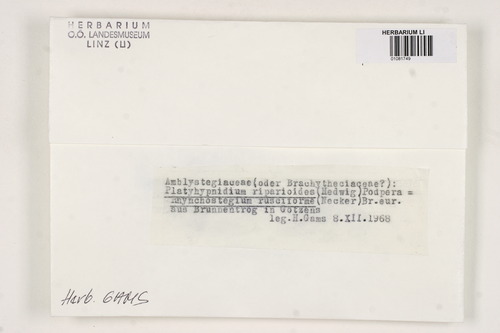 HERBARIUM
O.Ö. LANDESMUSEUM
LINZ (LI)
HERBARIUM LI
01081749
Amblystegiaceae(oder Brachytheciaceae?):
Platyhypnidium riparioides(Hedwig)Podpera =
Rhynchostegium rusciforme(Necker)Br.eur.
aus Brunnentrog in Götzens
leg.H.Gams 8.XII.1968
Harb. GAMS